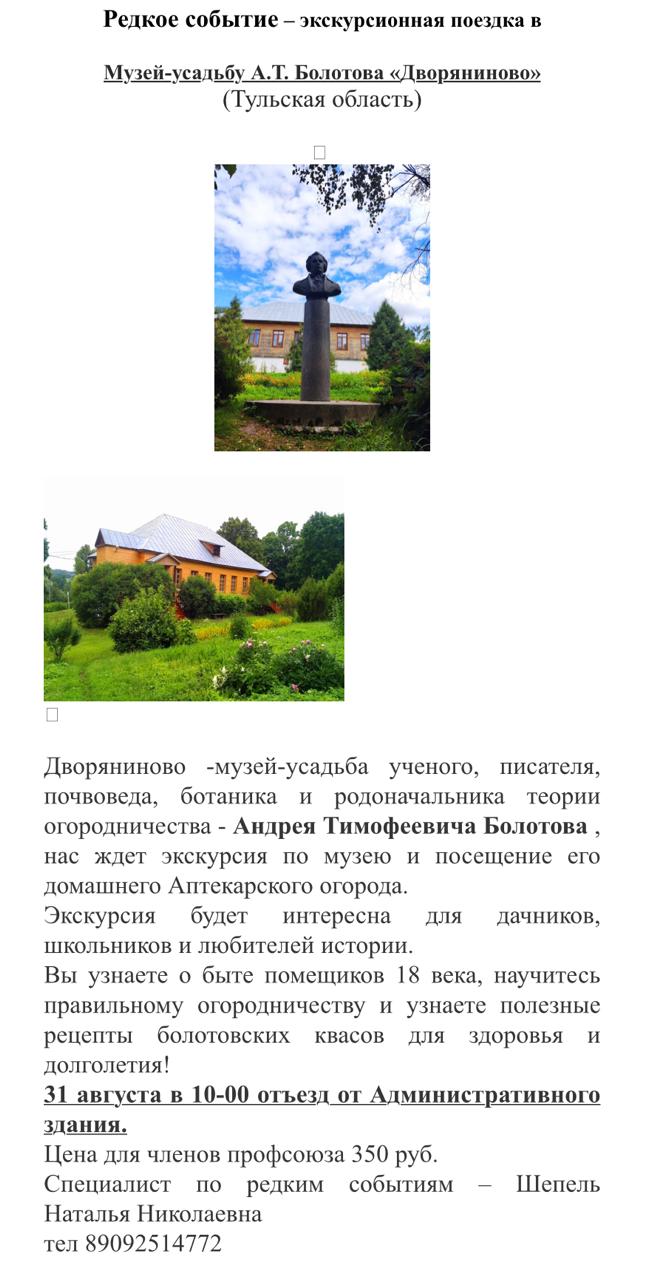 Редкое событие – экскурсионная поездка в
Музей-усадьбу А.Т. Болотова «Дворяниново»
(Тульская область)
Дворяниново -музей-усадьба ученого, писателя,
почвоведа, ботаника и родоначальника теории
огородничества - Андрея Тимофеевича Болотова ,
нас ждет экскурсия по музею и посещение его
домашнего Аптекарского огорода.
Экскурсия будет интересна для дачников,
школьников и любителей истории.
Вы узнаете о быте помещиков 18 века, научитесь
правильному огородничеству и узнаете полезные
рецепты болотовских квасов для здоровья и
долголетия!
31 августа в 10-00 отъезд от Административного
здания.
Цена для членов профсоюза 350 руб.
Специалист по редким событиям – Шепель
Наталья Николаевна
тел 89092514772